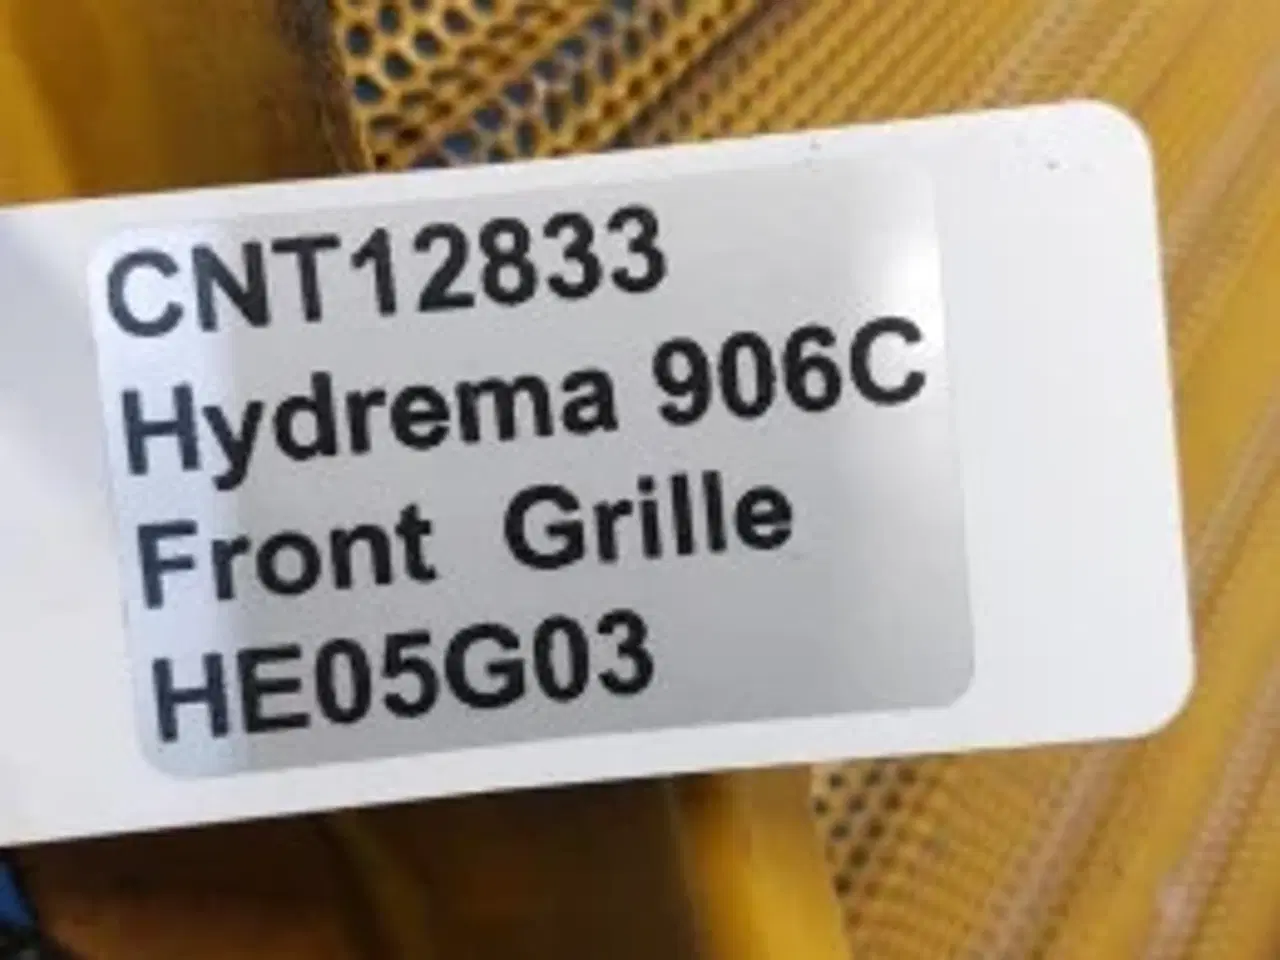 CNT12833
Hydrema 906C
Front Grille
HE05G03